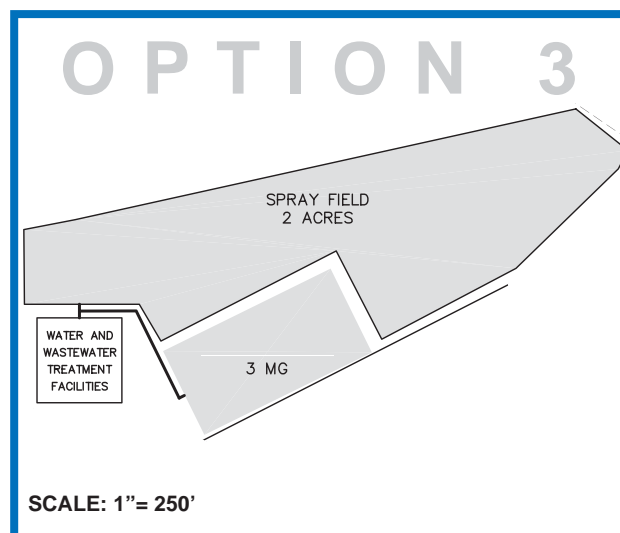 OPTION 3
SPRAY FIELD
2 ACRES
WATER AND
WASTEWATER
TREATMENT
FACILITIES
3 MG
SCALE: 1”= 250’